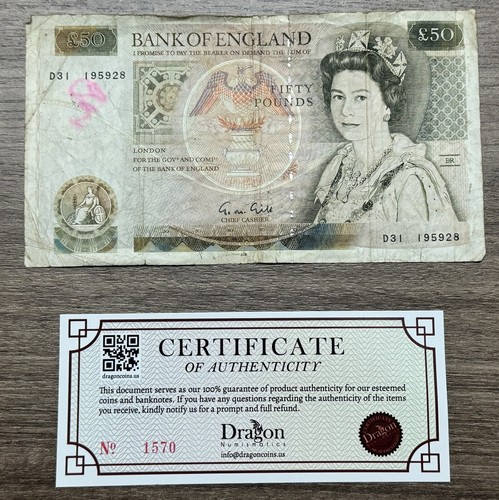 £50
BANK OF ENGLAND
£50
I PROMISE TO PAY THE BEARER ON DEMAND THE SUM OF
D31 195928
FIFTY
POUNDS
LONDON
FOR THE GOVR AND COMPA
OF THE BANK OF ENGLAND
CHIEF CASHIER
D31 195928
dragoncoins.us
CERTIFICATE
OF AUTHENTICITY
This document serves as our 100% guarantee of product authenticity for our esteemed
coins and banknotes. If you have any questions regarding the authenticity of the items
you receive, kindly notify us for a prompt and full refund.
No 1570
Dragon
Numismatics
info@dragoncoins.us
Dragon